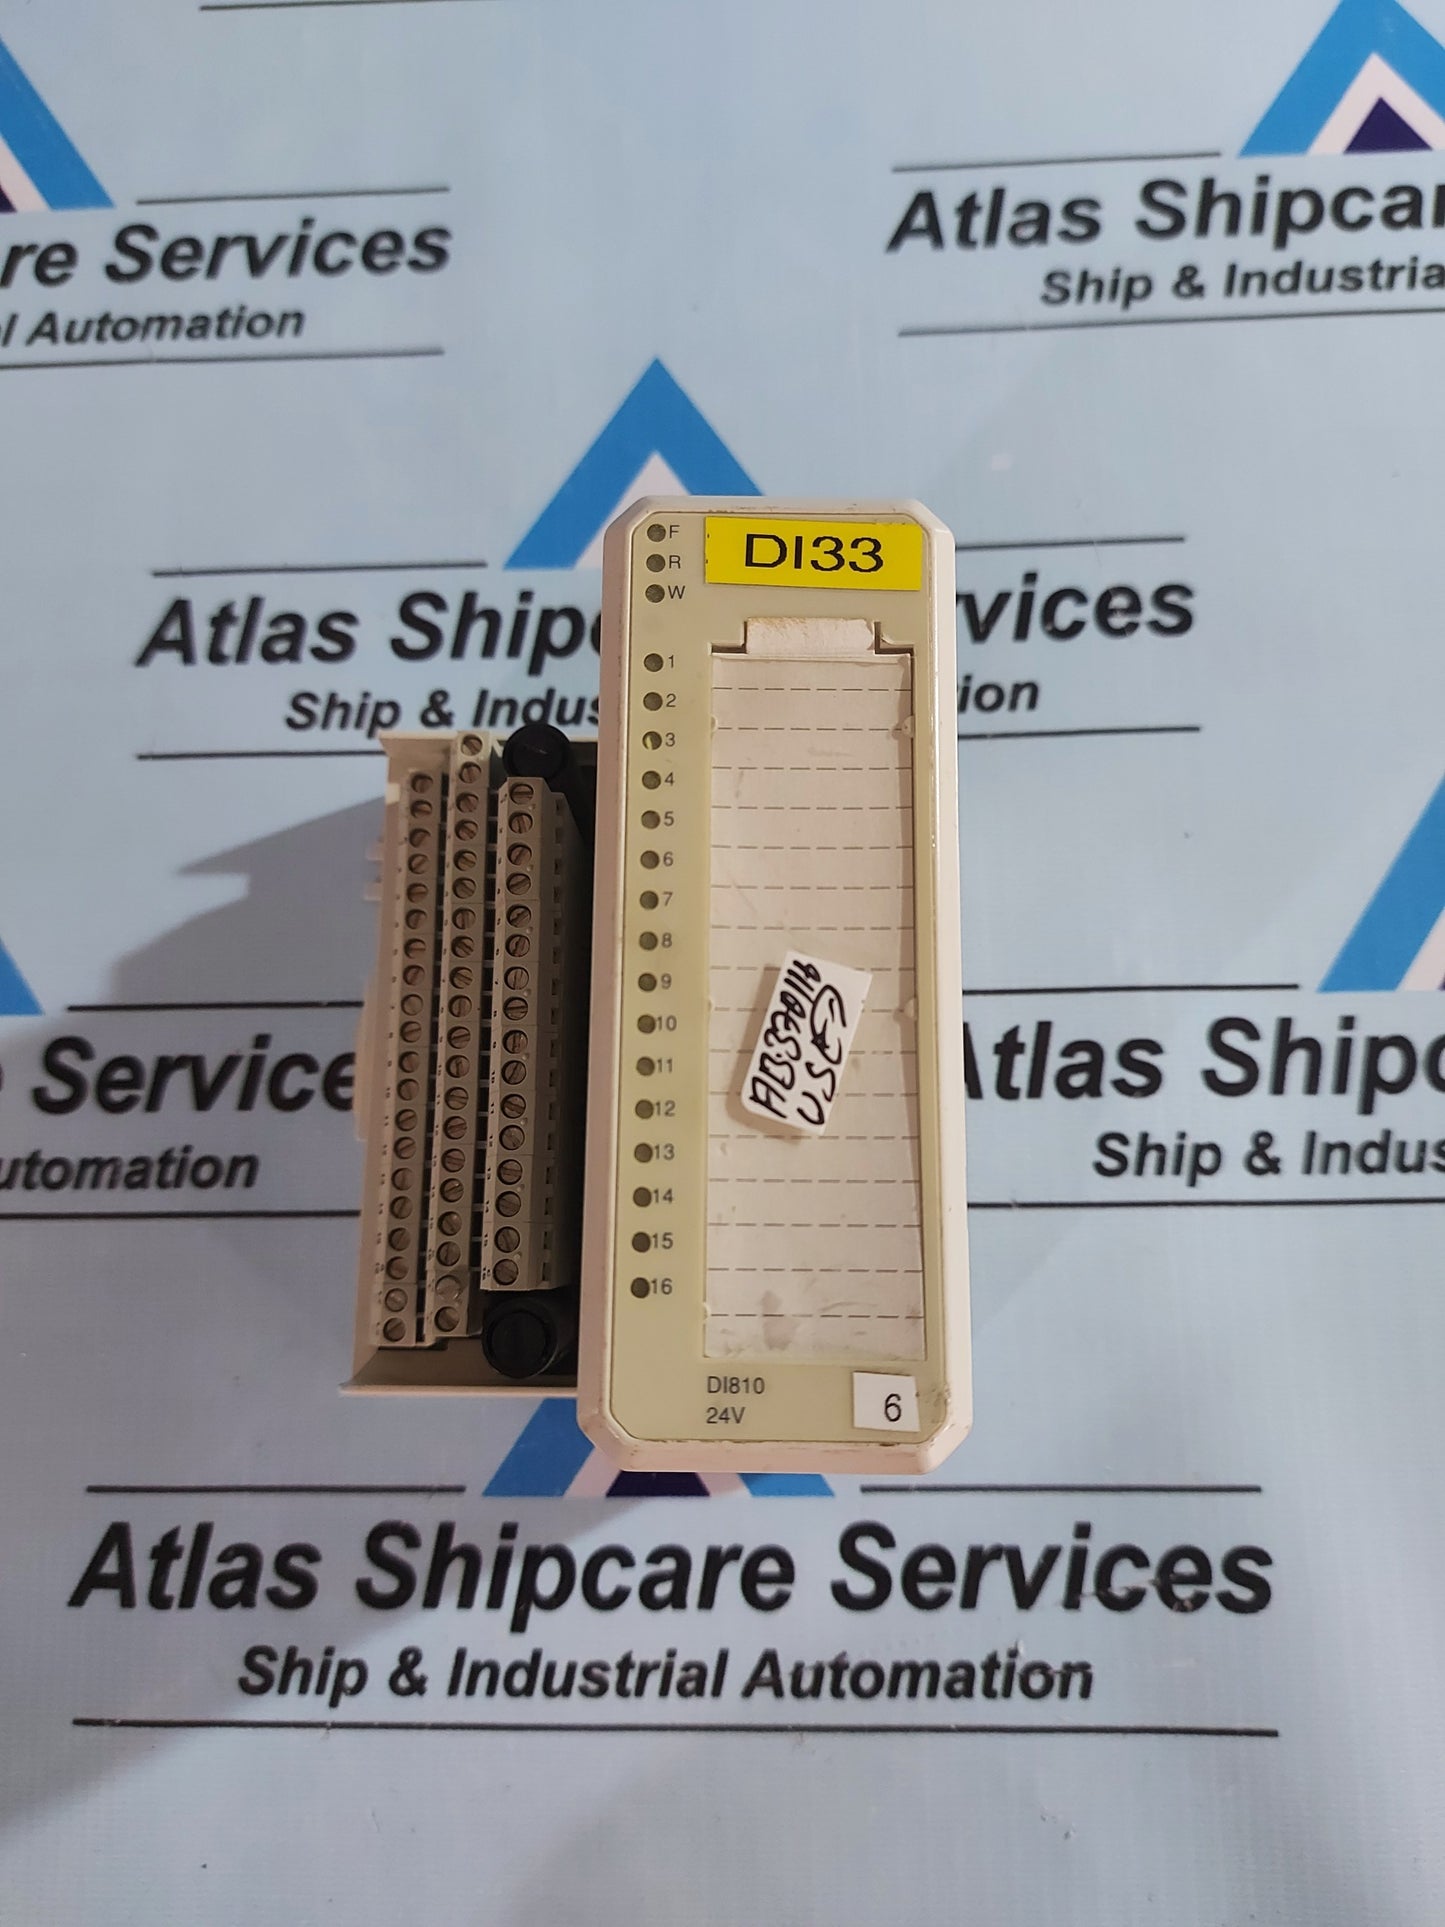 re Services
l Automation
Atlas Shipcar
Ship & Industria
Atlas Shipc
Ship & Indus
vices
ion
F
R
W
DI33
1
2
3
4
5
6
7
8
9
10
11
12
13
14
15
16
DI810
24V
6
Services
utomation
Atlas Shipc
Ship & Indus
Atlas Shipcare Services
Ship & Industrial Automation